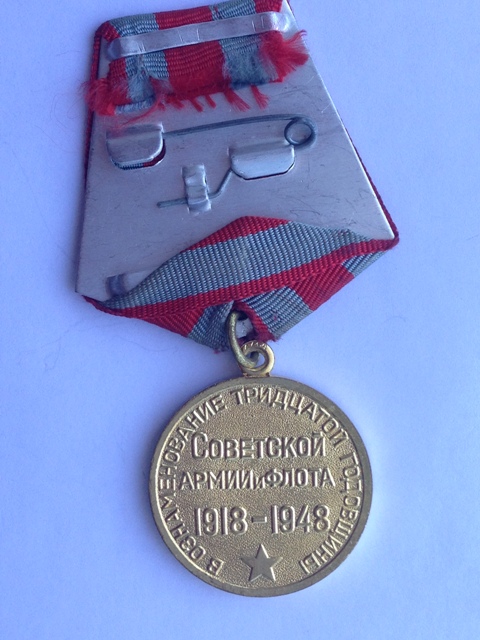 В ОЗНАМЕНОВАНИЕ ТРИДЦАТОЙ ГОДОВЩИНЫ
СОВЕТСКОЙ
АРМИИ и ФЛОТА
1918-1948